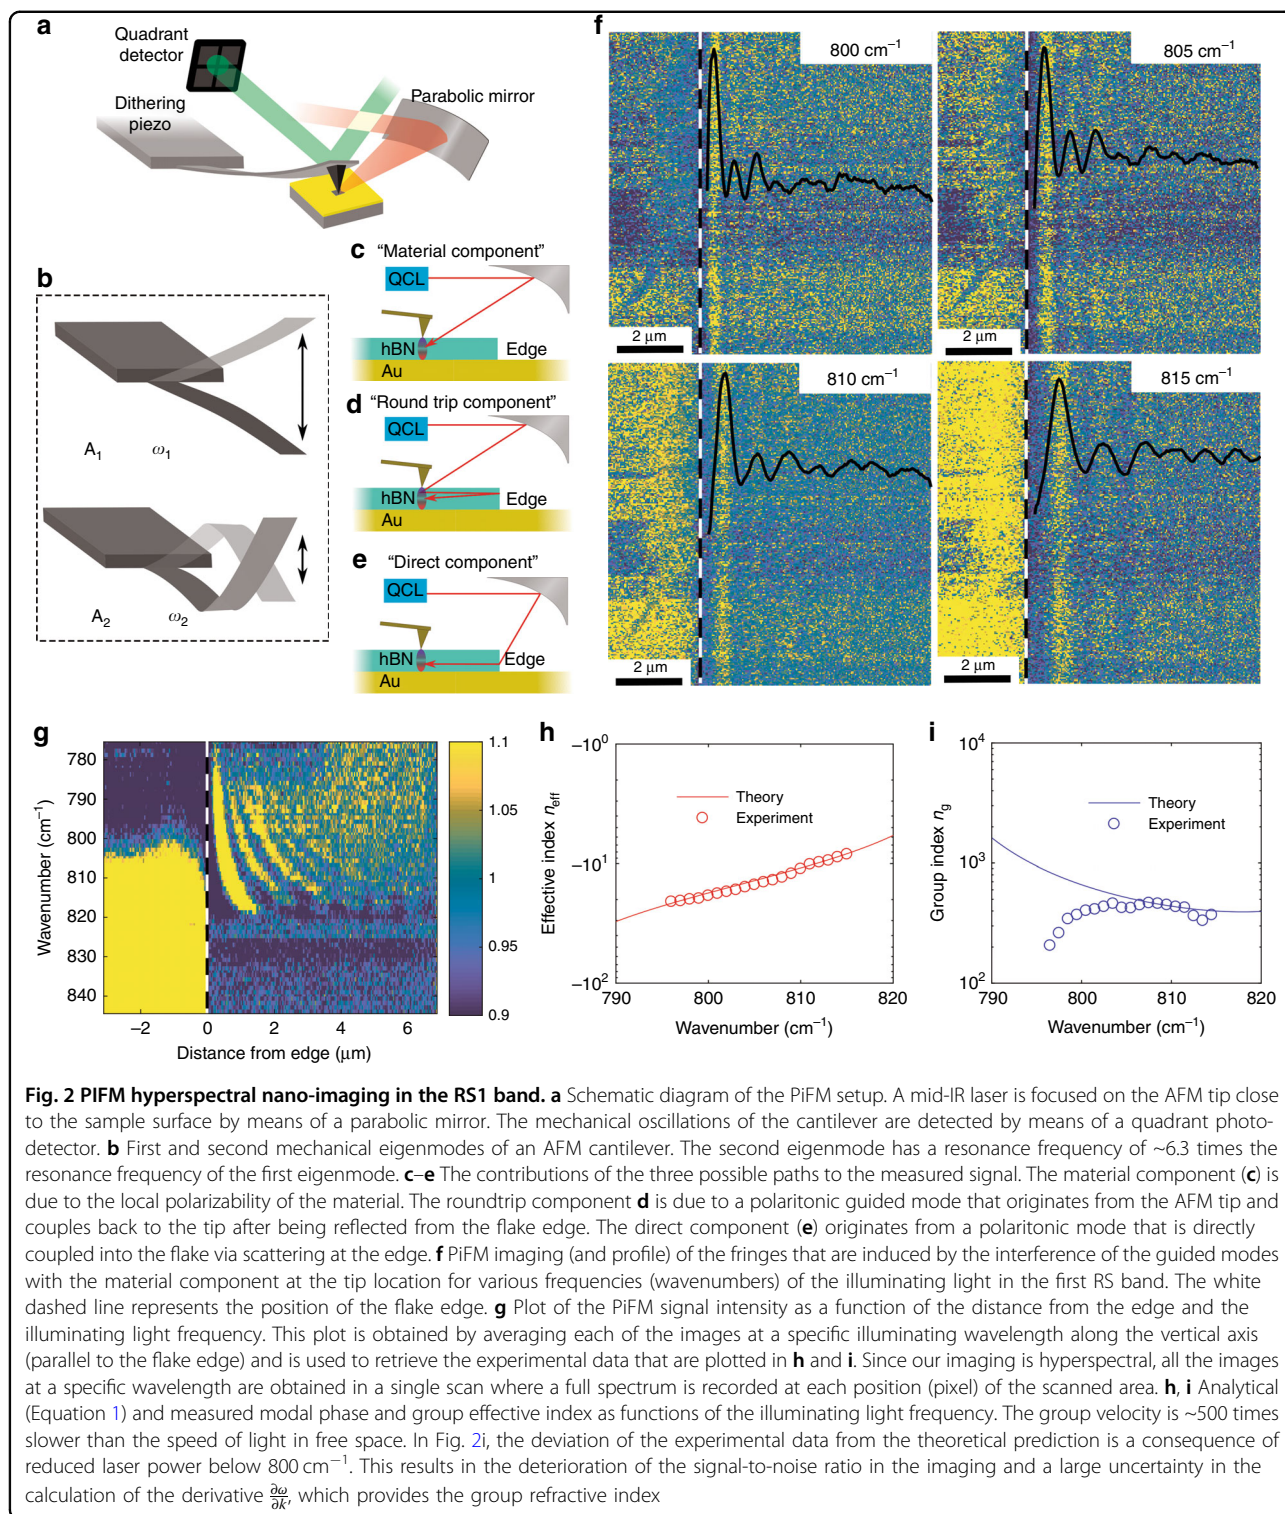 a
Quadrant
detector
Dithering
piezo
Parabolic mirror
b
A1 ω1
A2 ω2
c "Material component"
QCL
hBN Edge
Au
d "Round trip component"
QCL
hBN Edge
Au
e "Direct component"
QCL
hBN Edge
Au
f
800 cm−1
2 μm
805 cm−1
2 μm
810 cm−1
2 μm
815 cm−1
2 μm
g
Wavenumber (cm−1)
780
790
800
810
820
830
840
−2 0 2 4 6
Distance from edge (μm)
1.1
1.05
1
0.95
0.9
h
Effective index neff
−10^0
−10^1
−10^2
Theory
Experiment
790 800 810 820
Wavenumber (cm−1)
i
Group index ng
10^4
10^3
10^2
Theory
Experiment
790 800 810 820
Wavenumber (cm−1)
Fig. 2 PIFM hyperspectral nano-imaging in the RS1 band. a Schematic diagram of the PiFM setup. A mid-IR laser is focused on the AFM tip close
to the sample surface by means of a parabolic mirror. The mechanical oscillations of the cantilever are detected by means of a quadrant photo-
detector. b First and second mechanical eigenmodes of an AFM cantilever. The second eigenmode has a resonance frequency of ~6.3 times the
resonance frequency of the first eigenmode. c–e The contributions of the three possible paths to the measured signal. The material component (c) is
due to the local polarizability of the material. The roundtrip component d is due to a polaritonic guided mode that originates from the AFM tip and
couples back to the tip after being reflected from the flake edge. The direct component (e) originates from a polaritonic mode that is directly
coupled into the flake via scattering at the edge. f PiFM imaging (and profile) of the fringes that are induced by the interference of the guided modes
with the material component at the tip location for various frequencies (wavenumbers) of the illuminating light in the first RS band. The white
dashed line represents the position of the flake edge. g Plot of the PiFM signal intensity as a function of the distance from the edge and the
illuminating light frequency. This plot is obtained by averaging each of the images at a specific illuminating wavelength along the vertical axis
(parallel to the flake edge) and is used to retrieve the experimental data that are plotted in h and i. Since our imaging is hyperspectral, all the images
at a specific wavelength are obtained in a single scan where a full spectrum is recorded at each position (pixel) of the scanned area. h, i Analytical
(Equation 1) and measured modal phase and group effective index as functions of the illuminating light frequency. The group velocity is ~500 times
slower than the speed of light in free space. In Fig. 2i, the deviation of the experimental data from the theoretical prediction is a consequence of
reduced laser power below 800 cm−1. This results in the deterioration of the signal-to-noise ratio in the imaging and a large uncertainty in the
calculation of the derivative ∂ω/∂k, which provides the group refractive index